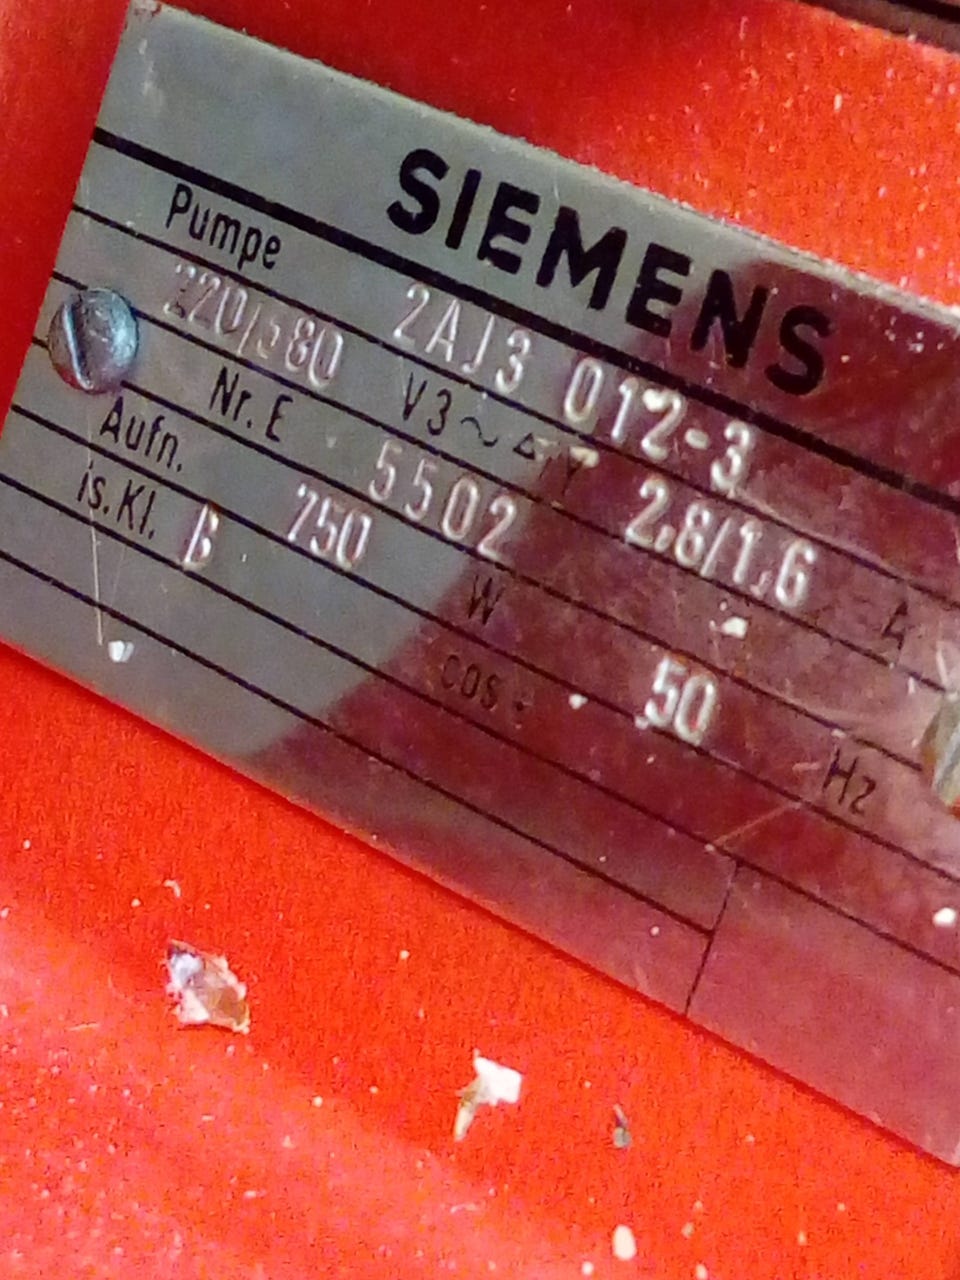 SIEMENS
Pumpe 2AJ3 012-3
220/380 V3~ △/Y 2.8/1.6 A
Nr. E 5502
Aufn. 750 W 50 Hz
is.Kl. B cos